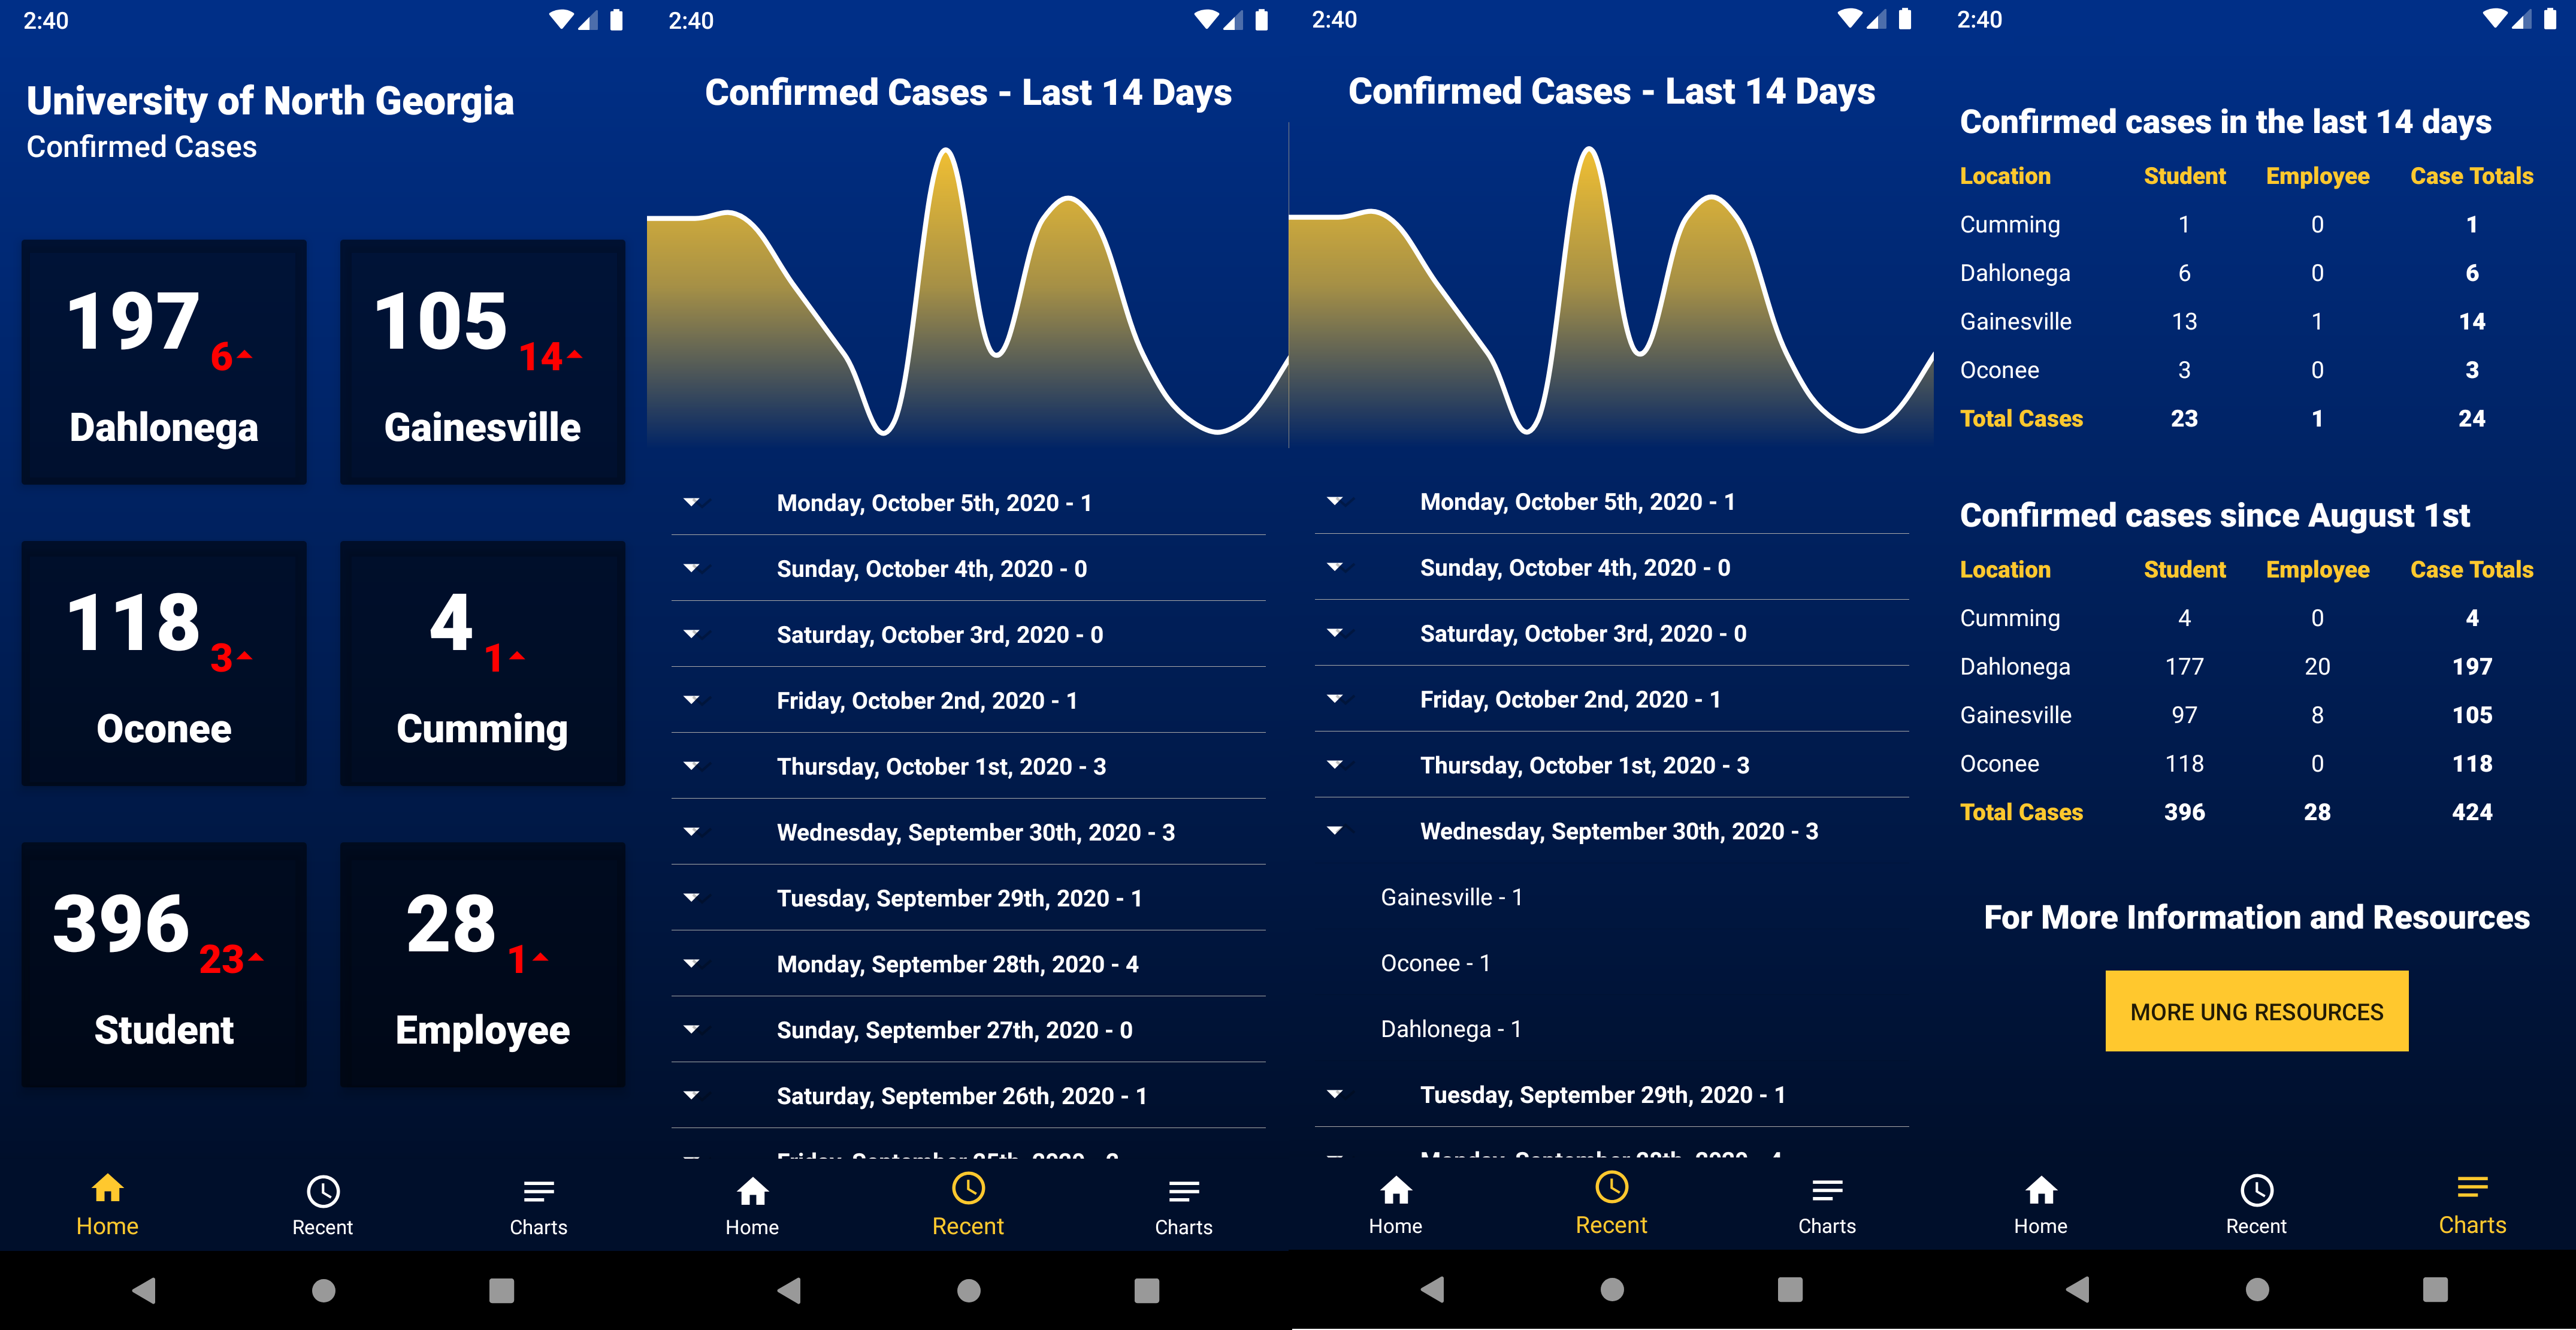 2:40
University of North Georgia
Confirmed Cases
197 6
Dahlonega
105 14
Gainesville
118 3
Oconee
4 1
Cumming
396 23
Student
28 1
Employee
Home Recent Charts
2:40
Confirmed Cases - Last 14 Days
Monday, October 5th, 2020 - 1
Sunday, October 4th, 2020 - 0
Saturday, October 3rd, 2020 - 0
Friday, October 2nd, 2020 - 1
Thursday, October 1st, 2020 - 3
Wednesday, September 30th, 2020 - 3
Tuesday, September 29th, 2020 - 1
Monday, September 28th, 2020 - 4
Sunday, September 27th, 2020 - 0
Saturday, September 26th, 2020 - 1
Friday, September 25th, 2020 -
Home Recent Charts
2:40
Confirmed Cases - Last 14 Days
Monday, October 5th, 2020 - 1
Sunday, October 4th, 2020 - 0
Saturday, October 3rd, 2020 - 0
Friday, October 2nd, 2020 - 1
Thursday, October 1st, 2020 - 3
Wednesday, September 30th, 2020 - 3
Gainesville - 1
Oconee - 1
Dahlonega - 1
Tuesday, September 29th, 2020 - 1
Monday, September 28th, 2020 - 4
Home Recent Charts
2:40
Confirmed cases in the last 14 days
Location Student Employee Case Totals
Cumming 1 0 1
Dahlonega 6 0 6
Gainesville 13 1 14
Oconee 3 0 3
Total Cases 23 1 24
Confirmed cases since August 1st
Location Student Employee Case Totals
Cumming 4 0 4
Dahlonega 177 20 197
Gainesville 97 8 105
Oconee 118 0 118
Total Cases 396 28 424
For More Information and Resources
MORE UNG RESOURCES
Home Recent Charts